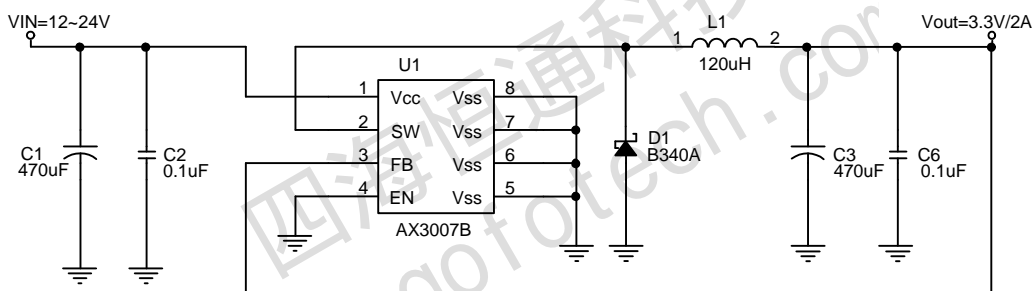 VIN=12~24V
L1
Vout=3.3V/2A
1
2
120uH
U1
1
Vcc
Vss
8
2
SW
Vss
7
3
FB
Vss
6
4
EN
Vss
5
AX3007B
C1
470uF
C2
0.1uF
D1
B340A
C3
470uF
C6
0.1uF
四海恒通科
gofotech.com